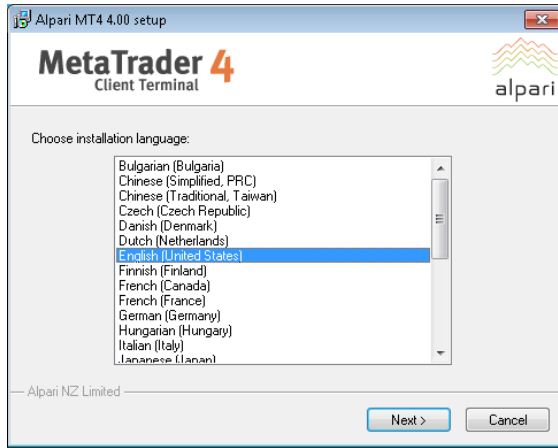 Alpari MT4 4.00 setup
MetaTrader 4
Client Terminal
alpari
Choose installation language:
Bulgarian (Bulgaria)
Chinese (Simplified, PRC)
Chinese (Traditional, Taiwan)
Czech (Czech Republic)
Danish (Denmark)
Dutch (Netherlands)
English (United States)
Finnish (Finland)
French (Canada)
French (France)
German (Germany)
Hungarian (Hungary)
Italian (Italy)
Japanese (Japan)
Alpari NZ Limited
Next >
Cancel